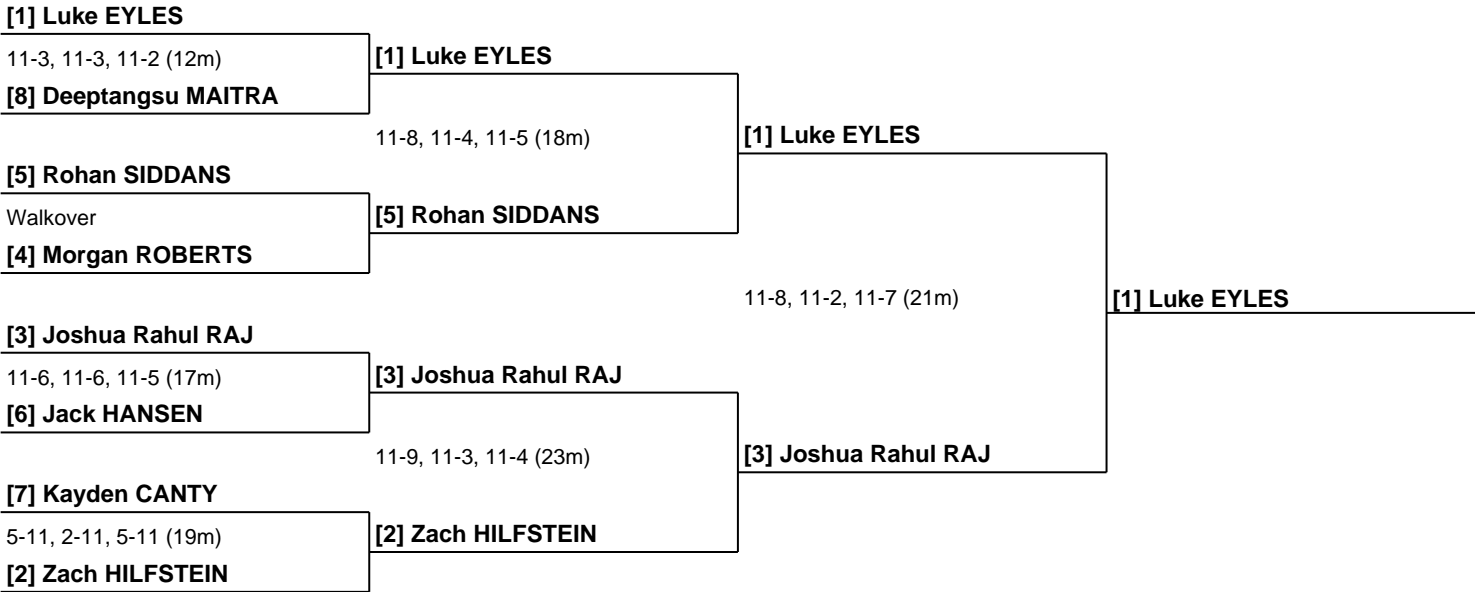 [1] Luke EYLES
11-3, 11-3, 11-2 (12m)
[8] Deeptangsu MAITRA
[5] Rohan SIDDANS
Walkover
[4] Morgan ROBERTS
[3] Joshua Rahul RAJ
11-6, 11-6, 11-5 (17m)
[6] Jack HANSEN
[7] Kayden CANTY
5-11, 2-11, 5-11 (19m)
[2] Zach HILFSTEIN
[1] Luke EYLES
11-8, 11-4, 11-5 (18m)
[5] Rohan SIDDANS
[3] Joshua Rahul RAJ
11-9, 11-3, 11-4 (23m)
[2] Zach HILFSTEIN
[1] Luke EYLES
11-8, 11-2, 11-7 (21m)
[3] Joshua Rahul RAJ
[1] Luke EYLES